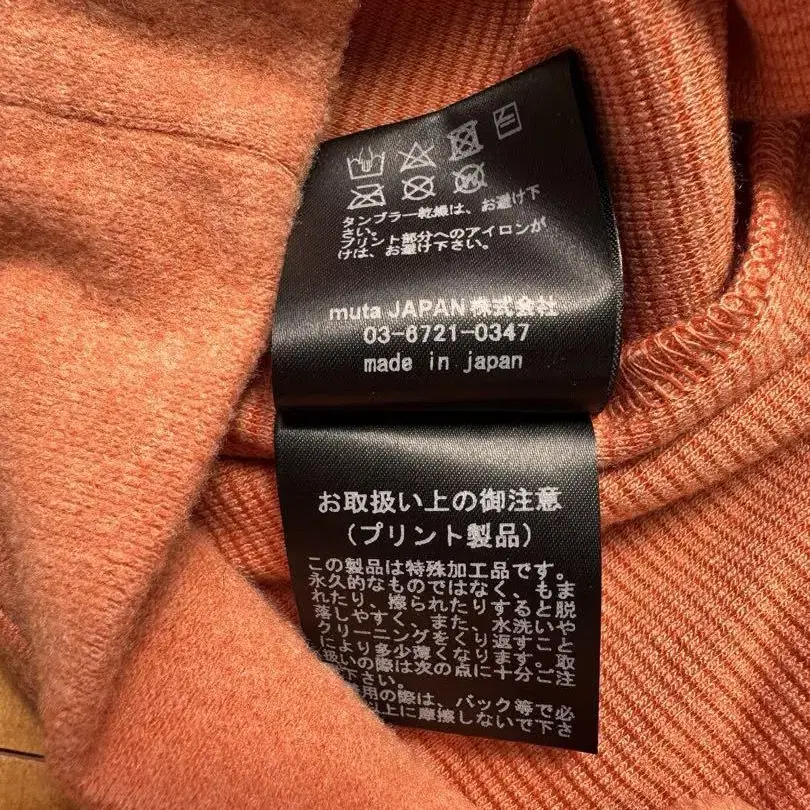 タンブラー乾燥は、お避け下
さい。
プリント部分へのアイロンが
けは、お避け下さい。
muta JAPAN株式会社
03-6721-0347
made in japan
お取扱い上の御注意
(プリント製品)
この製品は特殊加工品です。
永久的なものではなく、もま
れたり、擦られたりすると脱
落しやすく、また、水洗いや
クリーニングをくり返すこと
により多少薄くなります。取
扱いの際は次の点に十分ご注
下さい。
用の際は、バック等で必
以上に摩擦しないで下さ